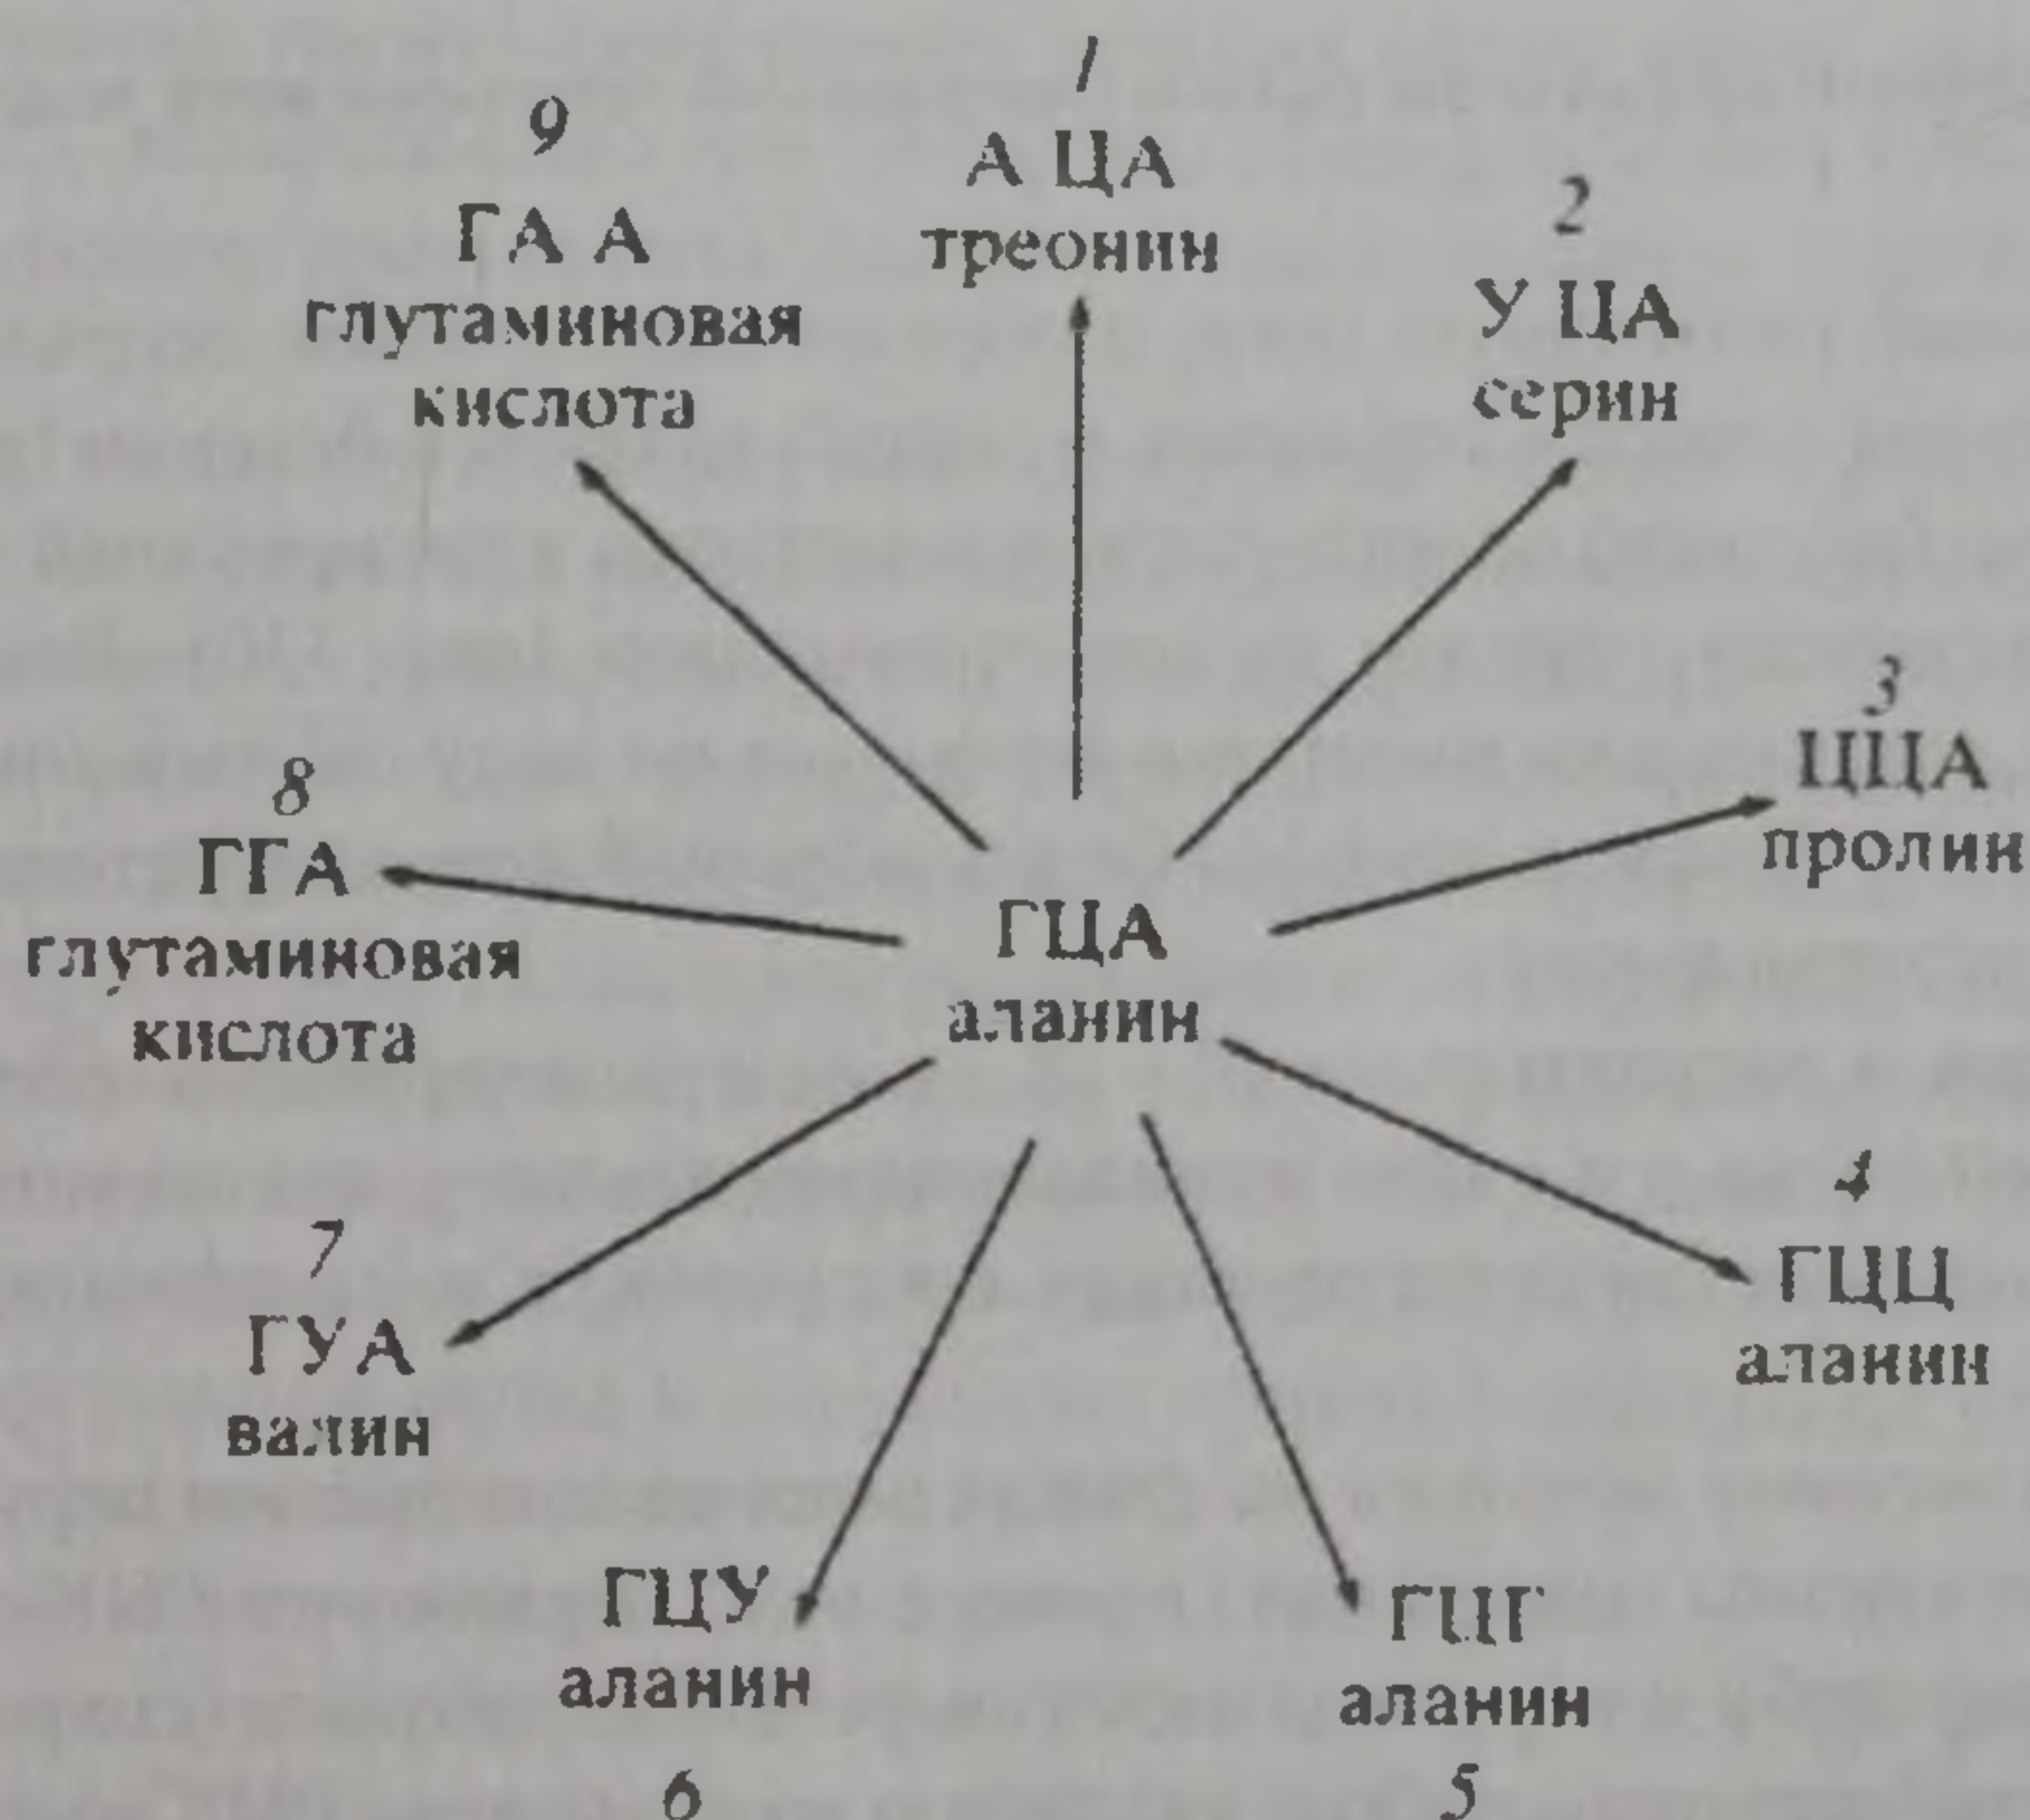 1
А ЦА
треонин
2
У ЦА
серин
3
ЦЦА
пролин
4
ГЦЦ
аланин
5
ГЦГ
аланин
6
ГЦУ
аланин
7
ГУА
валин
8
ГГА
глутаминовая
кислота
9
ГА А
глутаминовая
кислота
ГЦА
аланин